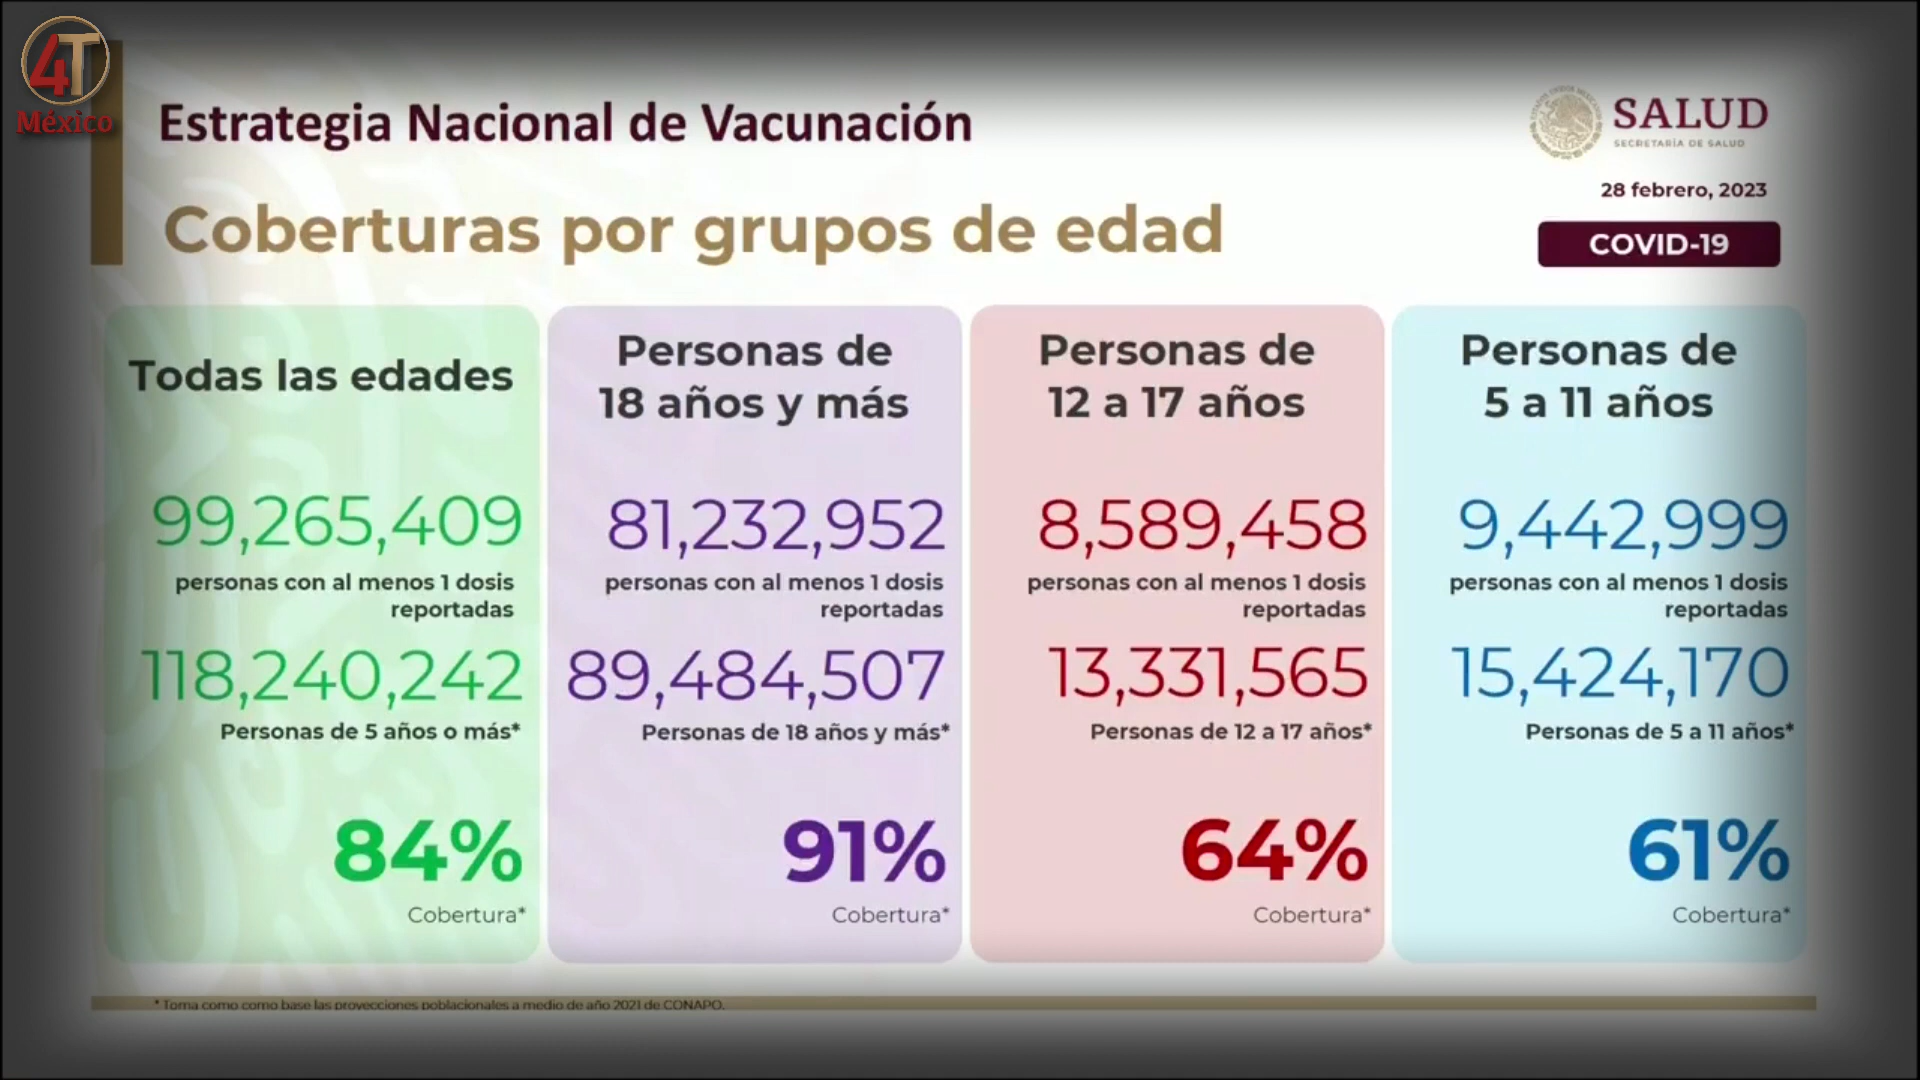 4T
México
Estrategia Nacional de Vacunación
SALUD
SECRETARÍA DE SALUD
28 febrero, 2023
COVID-19
Coberturas por grupos de edad
Todas las edades
99,265,409
personas con al menos 1 dosis
reportadas
118,240,242
Personas de 5 años o más*
84%
Cobertura*
Personas de
18 años y más
81,232,952
personas con al menos 1 dosis
reportadas
89,484,507
Personas de 18 años y más*
91%
Cobertura*
Personas de
12 a 17 años
8,589,458
personas con al menos 1 dosis
reportadas
13,331,565
Personas de 12 a 17 años*
64%
Cobertura*
Personas de
5 a 11 años
9,442,999
personas con al menos 1 dosis
reportadas
15,424,170
Personas de 5 a 11 años*
61%
Cobertura*
* Toma como como base las proyecciones poblacionales a medio de año 2021 de CONAPO.